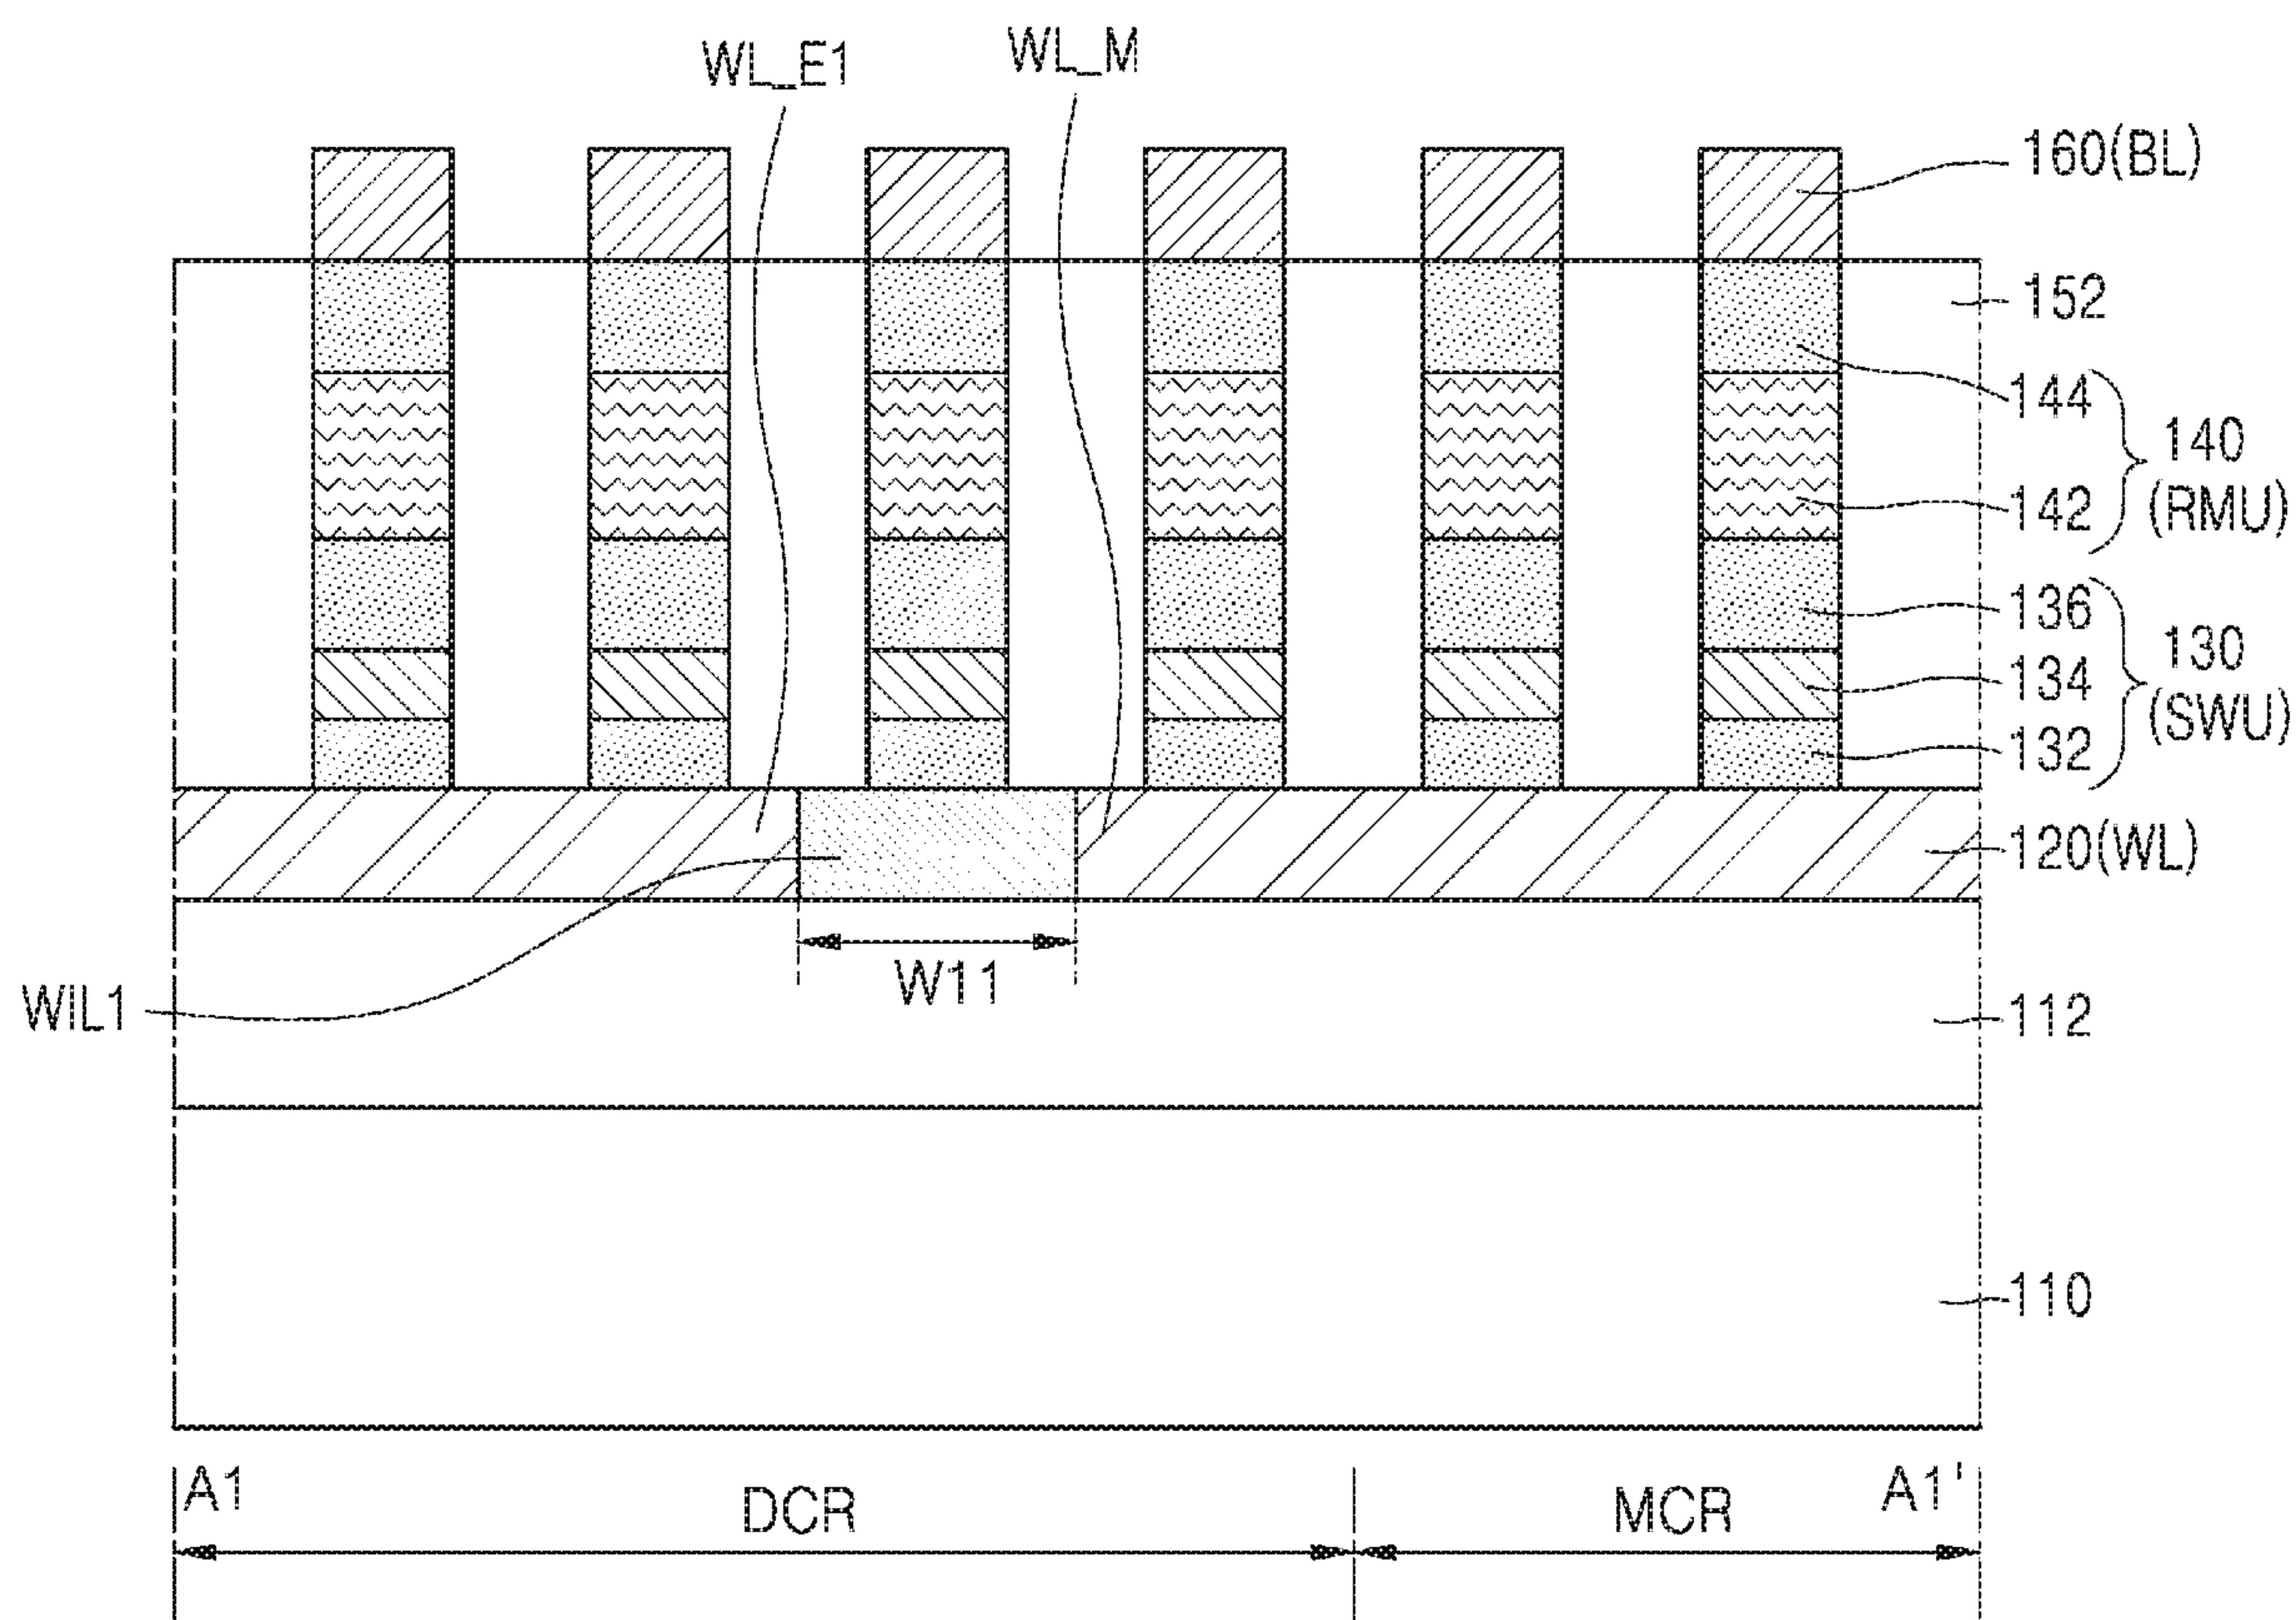 WL_E1 WL_M
160(BL)
152
144
140
142
(RMU)
136
130
134
(SWU)
132
120(WL)
W11
WIL1
112
110
A1
A1'
DCR
MCR